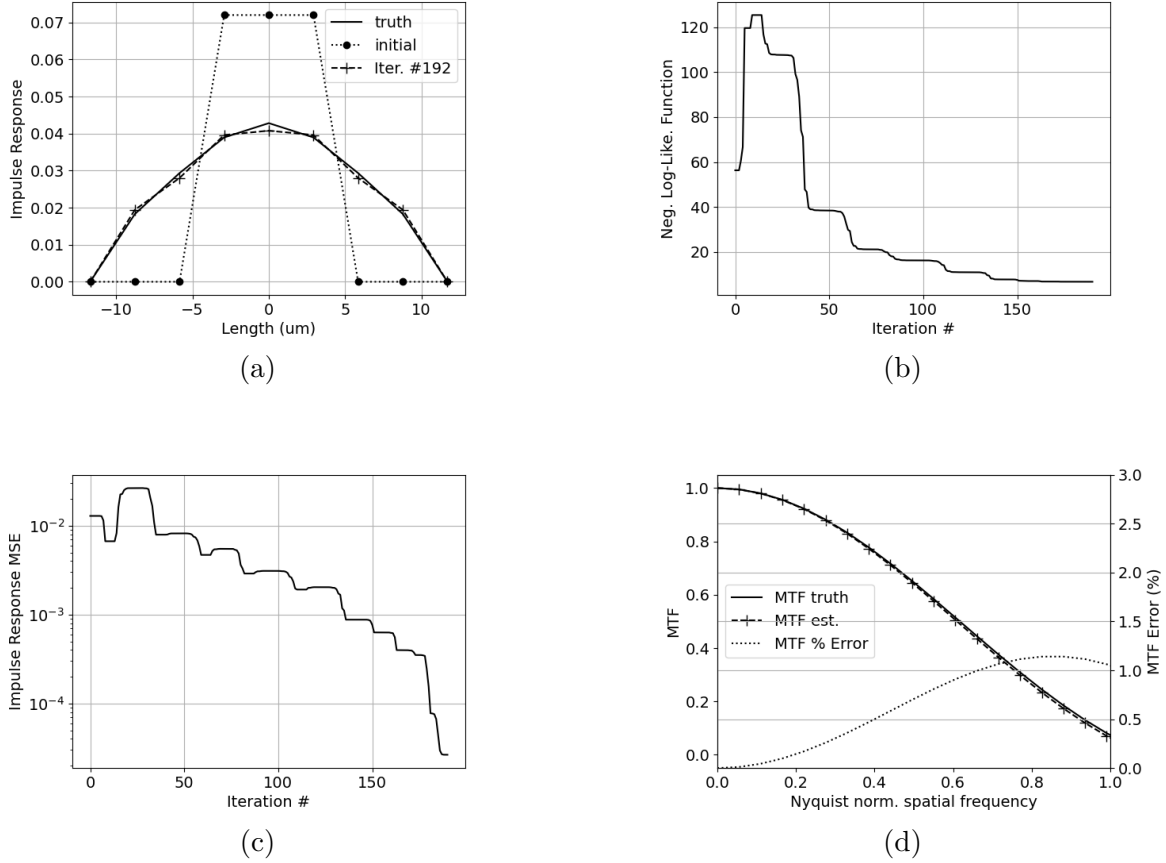 0.07
0.06
0.05
0.04
0.03
0.02
0.01
0.00
Impulse Response
truth
initial
Iter. #192
−10 −5 0 5 10
Length (um)
(a)
120
100
80
60
40
20
Neg. Log-Like. Function
0 50 100 150
Iteration #
(b)
10⁻²
10⁻³
10⁻⁴
Impulse Response MSE
0 50 100 150
Iteration #
(c)
1.0
0.8
0.6
0.4
0.2
0.0
MTF
MTF truth
MTF est.
MTF % Error
3.0
2.5
2.0
1.5
1.0
0.5
0.0
MTF Error (%)
0.0 0.2 0.4 0.6 0.8 1.0
Nyquist norm. spatial frequency
(d)